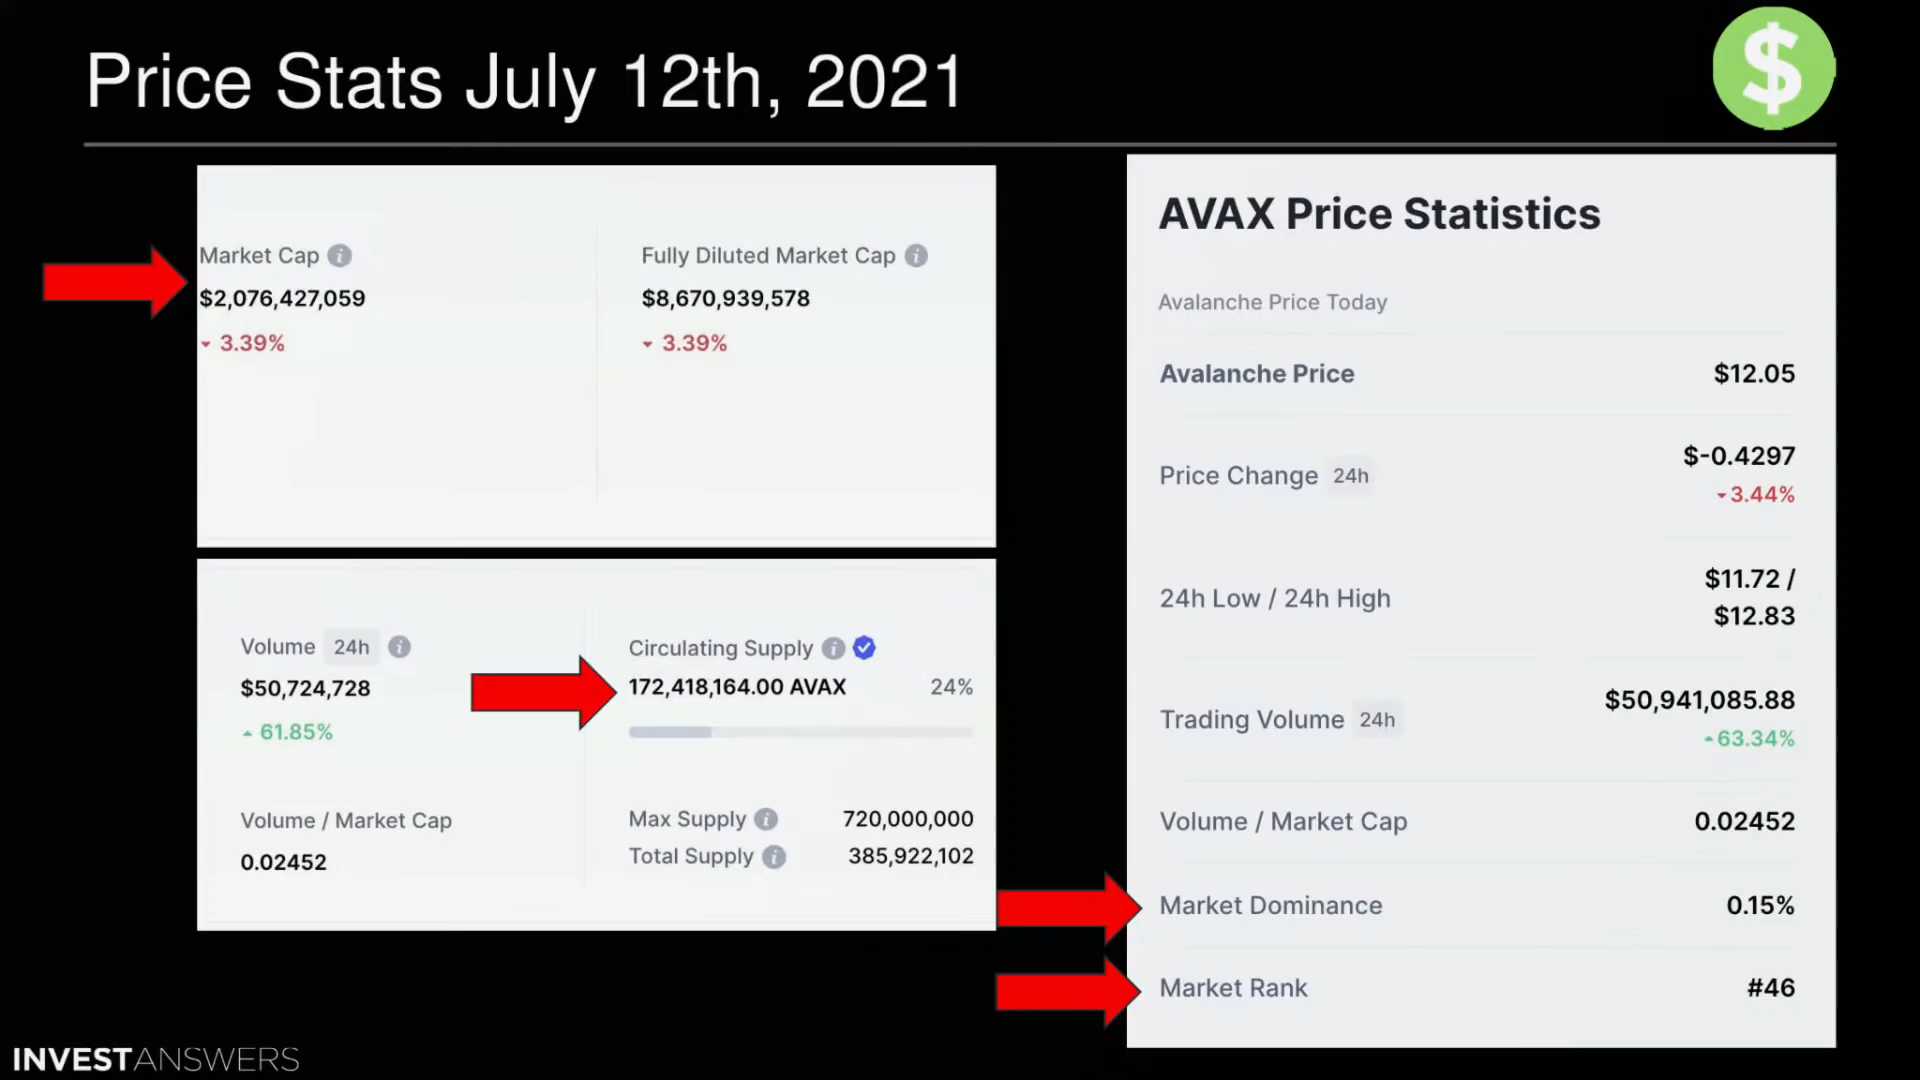 Price Stats July 12th, 2021
Market Cap
$2,076,427,059
3.39%
Fully Diluted Market Cap
$8,670,939,578
3.39%
Volume 24h
$50,724,728
61.85%
Volume / Market Cap
0.02452
Circulating Supply
172,418,164.00 AVAX 24%
Max Supply 720,000,000
Total Supply 385,922,102
AVAX Price Statistics
Avalanche Price Today
Avalanche Price $12.05
Price Change 24h $-0.4297
3.44%
24h Low / 24h High $11.72 /
$12.83
Trading Volume 24h $50,941,085.88
63.34%
Volume / Market Cap 0.02452
Market Dominance 0.15%
Market Rank #46
INVESTANSWERS